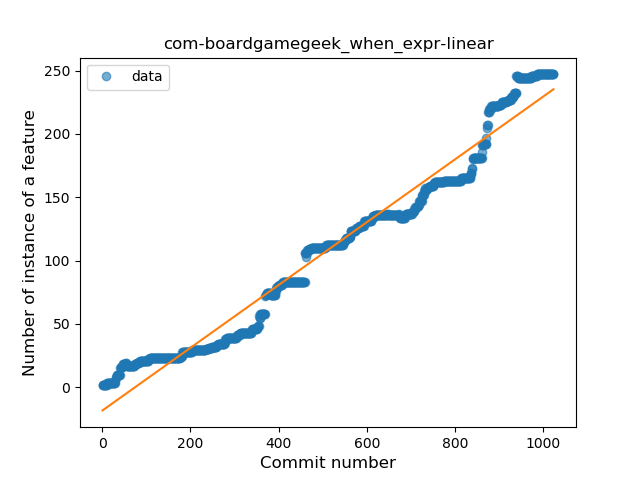 com-boardgamegeek_when_expr-linear
data
Number of instance of a feature
250
200
150
100
50
0
0 200 400 600 800 1000
Commit number